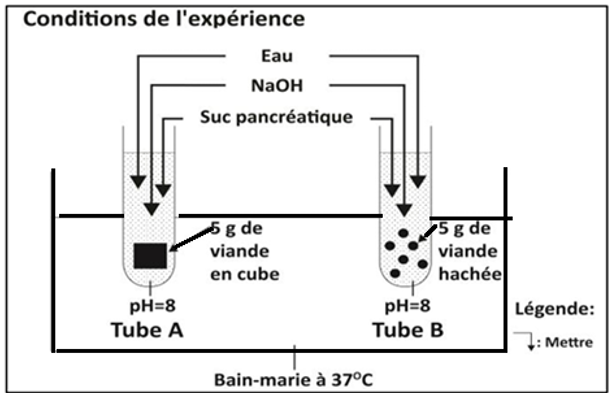 Conditions de l'expérience
Eau
NaOH
Suc pancréatique
5 g de
viande
en cube
5 g de
viande
hachée
pH=8
Tube A
pH=8
Tube B
Légende:
: Mettre
Bain-marie à 37°C